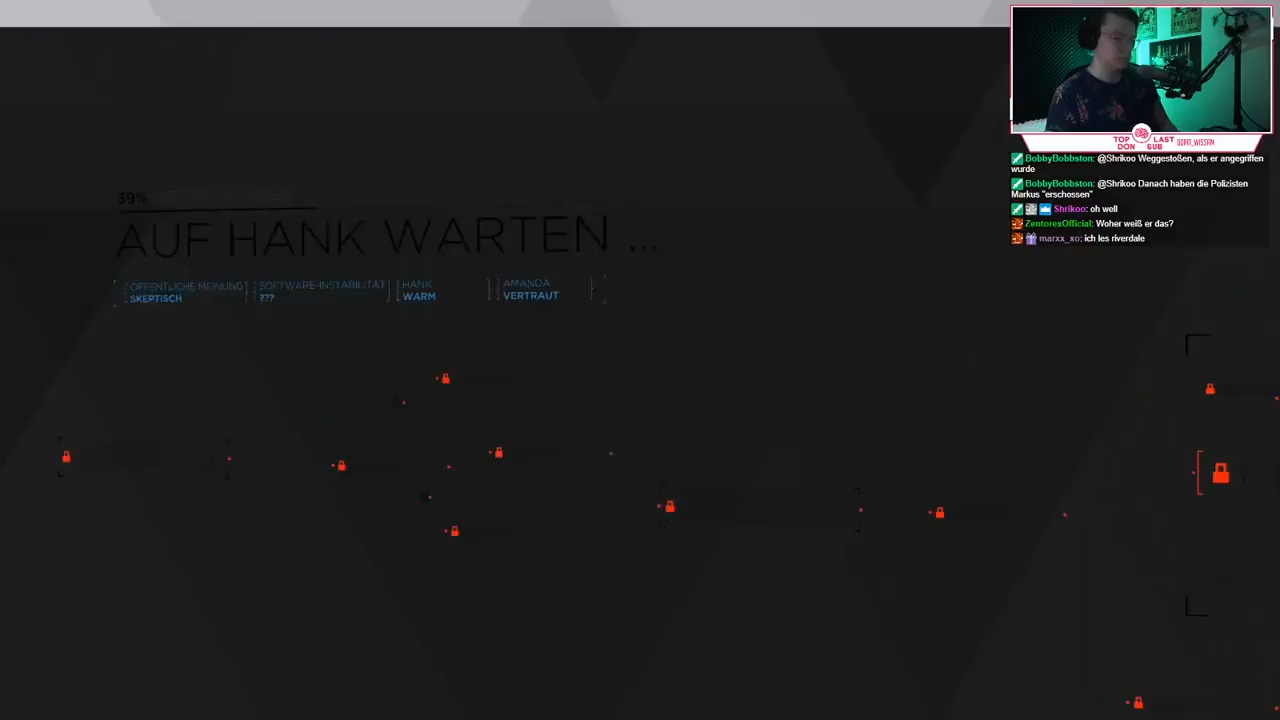 39%
AUF HANK WARTEN ...
ÖFFENTLICHE MEINUNG
SKEPTISCH
SOFTWARE-INSTABILITÄT
???
HANK
WARM
AMANDA
VERTRAUT
TOP DON
LAST SUB
BobbyBobbston: @Shrikoo Weggestoßen, als er angegriffen
wurde
BobbyBobbston: @Shrikoo Danach haben die Polizisten
Markus "erschossen"
Shrikoo: oh well
ZentorexOfficial: Woher weiß er das?
marxx_xo: ich les riverdale